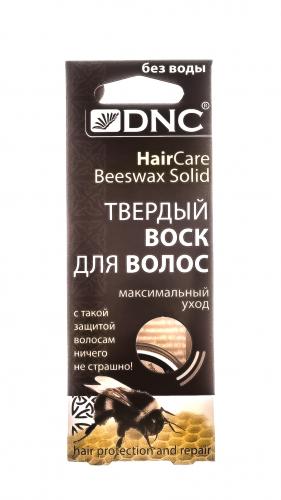 без воды
DNC®
HairCare
Beeswax Solid
ТВЕРДЫЙ
ВОСК
ДЛЯ ВОЛОС
максимальный
уход
с такой
защитой
волосам
ничего
не страшно!
hair protection and repair